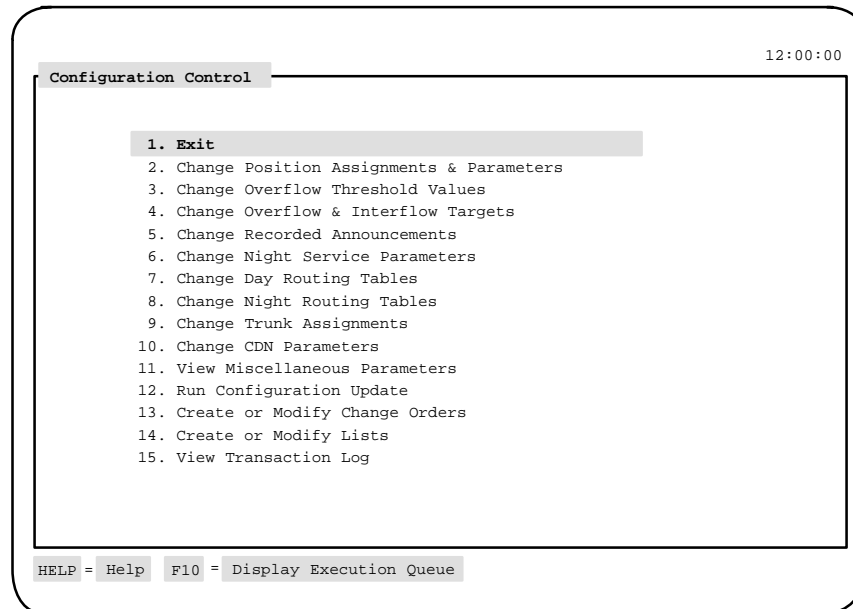 12:00:00
Configuration Control
1. Exit
2. Change Position Assignments & Parameters
3. Change Overflow Threshold Values
4. Change Overflow & Interflow Targets
5. Change Recorded Announcements
6. Change Night Service Parameters
7. Change Day Routing Tables
8. Change Night Routing Tables
9. Change Trunk Assignments
10. Change CDN Parameters
11. View Miscellaneous Parameters
12. Run Configuration Update
13. Create or Modify Change Orders
14. Create or Modify Lists
15. View Transaction Log
HELP = Help F10 = Display Execution Queue